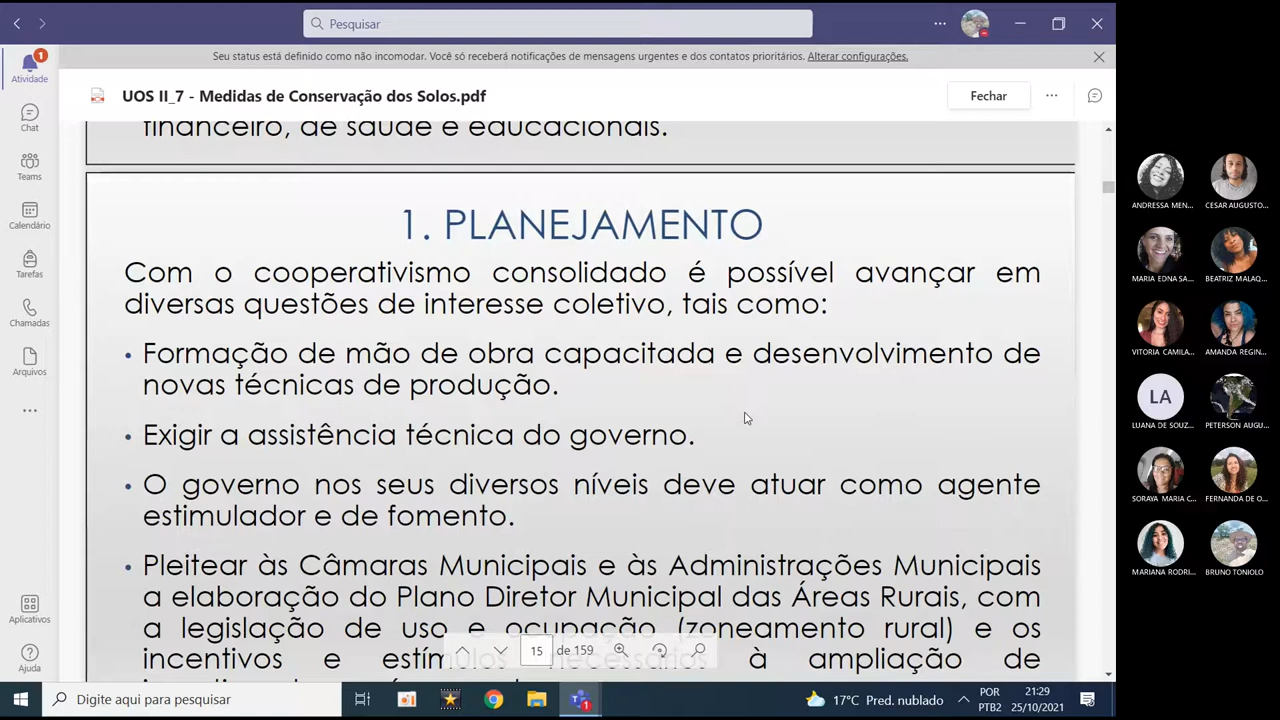 Pesquisar
Seu status está definido como não incomodar. Você só receberá notificações de mensagens urgentes e dos contatos prioritários. Alterar configurações.
1
Atividade
Chat
Teams
Calendário
Tarefas
Chamadas
Arquivos
Aplicativos
Ajuda
UOS II_7 - Medidas de Conservação dos Solos.pdf
Fechar
financeiro, de saúde e educacionais.
1. PLANEJAMENTO
Com o cooperativismo consolidado é possível avançar em
diversas questões de interesse coletivo, tais como:
• Formação de mão de obra capacitada e desenvolvimento de
novas técnicas de produção.
• Exigir a assistência técnica do governo.
• O governo nos seus diversos níveis deve atuar como agente
estimulador e de fomento.
• Pleitear às Câmaras Municipais e às Administrações Municipais
a elaboração do Plano Diretor Municipal das Áreas Rurais, com
a legislação de uso e ocupação (zoneamento rural) e os
incentivos e estímulos necessários à ampliação de
15 de 159
ANDRESSA MEN...
CESAR AUGUSTO...
MARIA EDNA SA...
BEATRIZ MALAQ...
VITORIA CAMILA...
AMANDA REGIN...
LA
LUANA DE SOUZ...
PETERSON AUGU...
SORAYA MARIA C...
FERNANDA DE O...
MARIANA RODRI...
BRUNO TONIOLO
Digite aqui para pesquisar
1
17°C Pred. nublado
POR
PTB2
21:29
25/10/2021